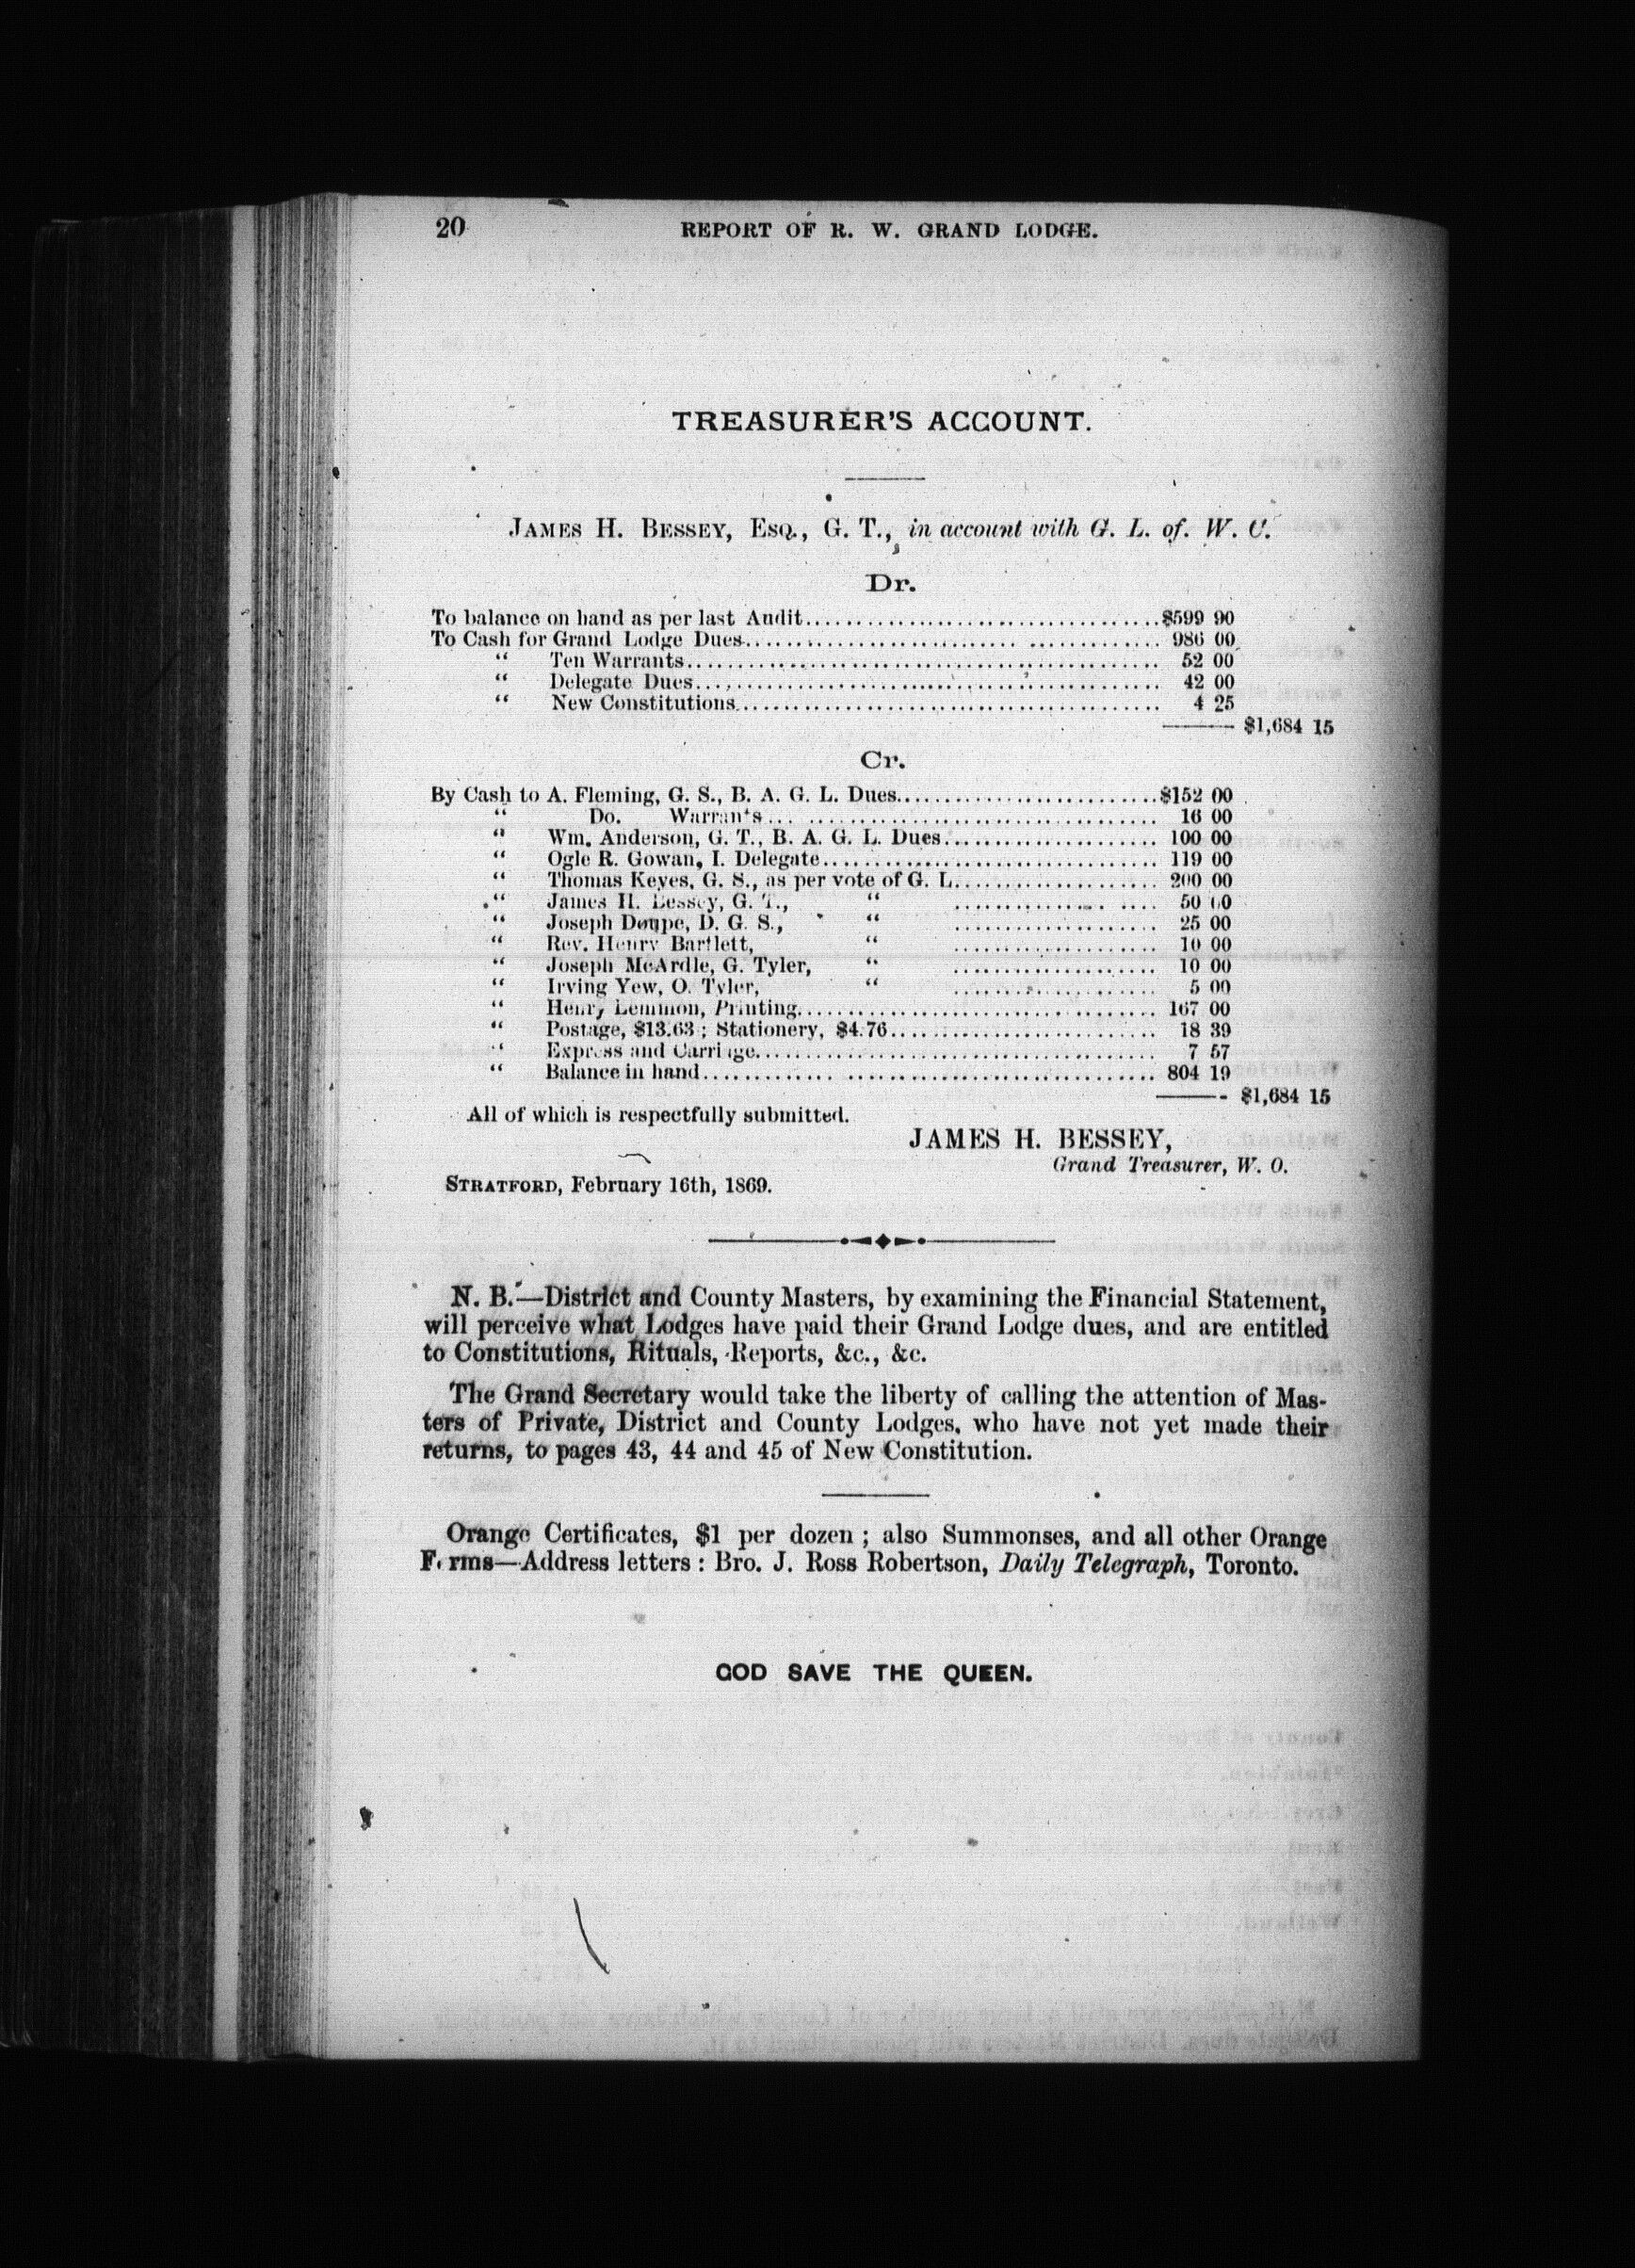 20 REPORT OF R. W. GRAND LODGE.
TREASURER'S ACCOUNT.
JAMES H. BESSEY, ESQ., G. T., in account with G. L. of. W. C.
Dr.
To balance on hand as per last Audit.................................$599 90
To Cash for Grand Lodge Dues................................. 986 00
“ Ten Warrants................................. 52 00
“ Delegate Dues................................. 42 00
“ New Constitutions................................. 4 25
$1,684 15
Cr.
By Cash to A. Fleming, G. S., B. A. G. L. Dues..........................$152 00
“ Do. Warrants................................. 16 00
“ Wm. Anderson, G. T., B. A. G. L. Dues..................... 100 00
“ Ogle R. Gowan, I. Delegate................................. 119 00
“ Thomas Keyes, G. S., as per vote of G. L..................... 200 00
“ James H. Bessey, G. T., “ .................... 50 00
“ Joseph Doupe, D. G. S., “ .................... 25 00
“ Rev. Henry Bartlett, “ .................... 10 00
“ Joseph McArdle, G. Tyler, “ .................... 10 00
“ Irving Yew, O. Tyler, “ .................... 5 00
“ Henry Lemmon, Printing................................. 167 00
“ Postage, $13.63; Stationery, $4.76........................... 18 39
“ Express and Carriage................................. 7 57
“ Balance in hand................................. 804 19
$1,684 15
All of which is respectfully submitted.
JAMES H. BESSEY,
Grand Treasurer, W. O.
STRATFORD, February 16th, 1869.
N. B.—District and County Masters, by examining the Financial Statement,
will perceive what Lodges have paid their Grand Lodge dues, and are entitled
to Constitutions, Rituals, Reports, &c., &c.
The Grand Secretary would take the liberty of calling the attention of Mas-
ters of Private, District and County Lodges, who have not yet made their
returns, to pages 43, 44 and 45 of New Constitution.
Orange Certificates, $1 per dozen; also Summonses, and all other Orange
Forms—Address letters: Bro. J. Ross Robertson, Daily Telegraph, Toronto.
GOD SAVE THE QUEEN.